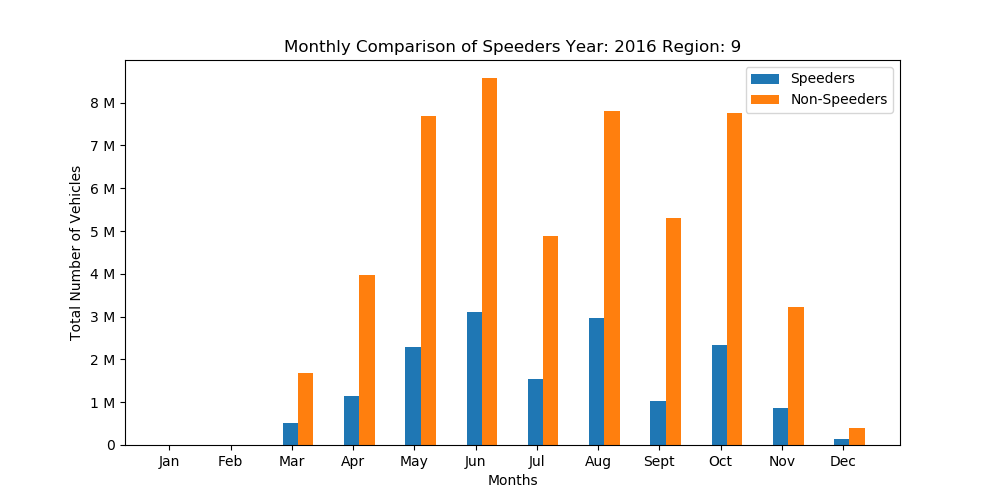 Monthly Comparison of Speeders Year: 2016 Region: 9
Speeders
Non-Speeders
Total Number of Vehicles
8 M
7 M
6 M
5 M
4 M
3 M
2 M
1 M
0
Jan Feb Mar Apr May Jun Jul Aug Sept Oct Nov Dec
Months